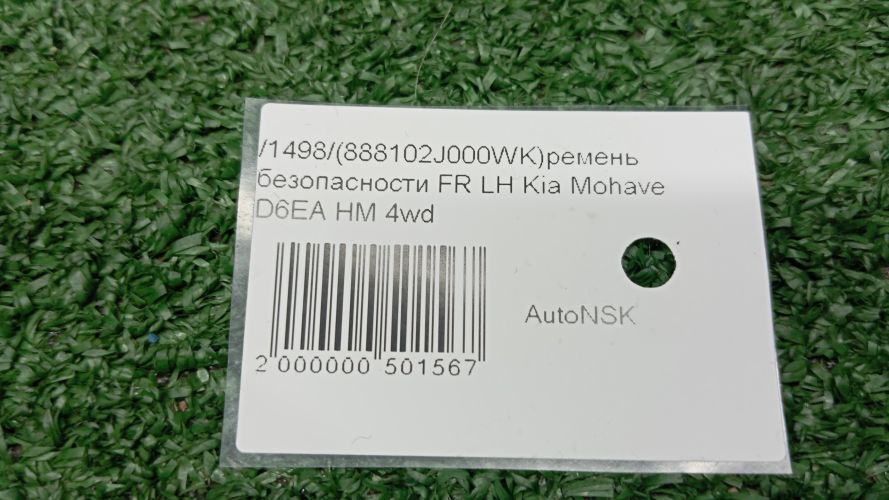 /1498/(888102J000WK)ремень
безопасности FR LH Kia Mohave
D6EA HM 4wd
AutoNSK
2 000000 501567